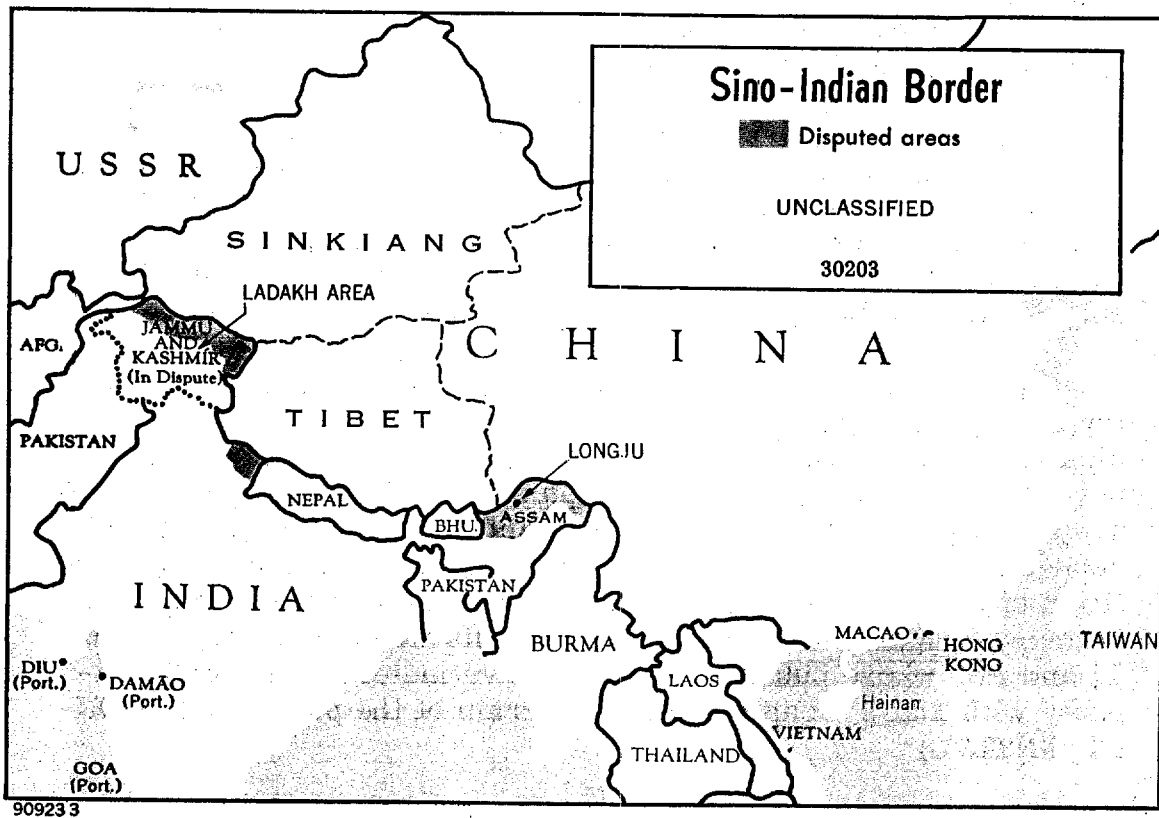 Sino-Indian Border
Disputed areas
UNCLASSIFIED
30203
USSR
SINKIANG
LADAKH AREA
AFG.
JAMMU
AND
KASHMIR
(In Dispute)
CHINA
TIBET
PAKISTAN
LONGJU
NEPAL
BHU.
ASSAM
INDIA
PAKISTAN
BURMA
MACAO
HONG
KONG
TAIWAN
DIU
(Port.)
DAMÃO
(Port.)
LAOS
Hainan
VIETNAM
THAILAND
GOA
(Port.)
909233